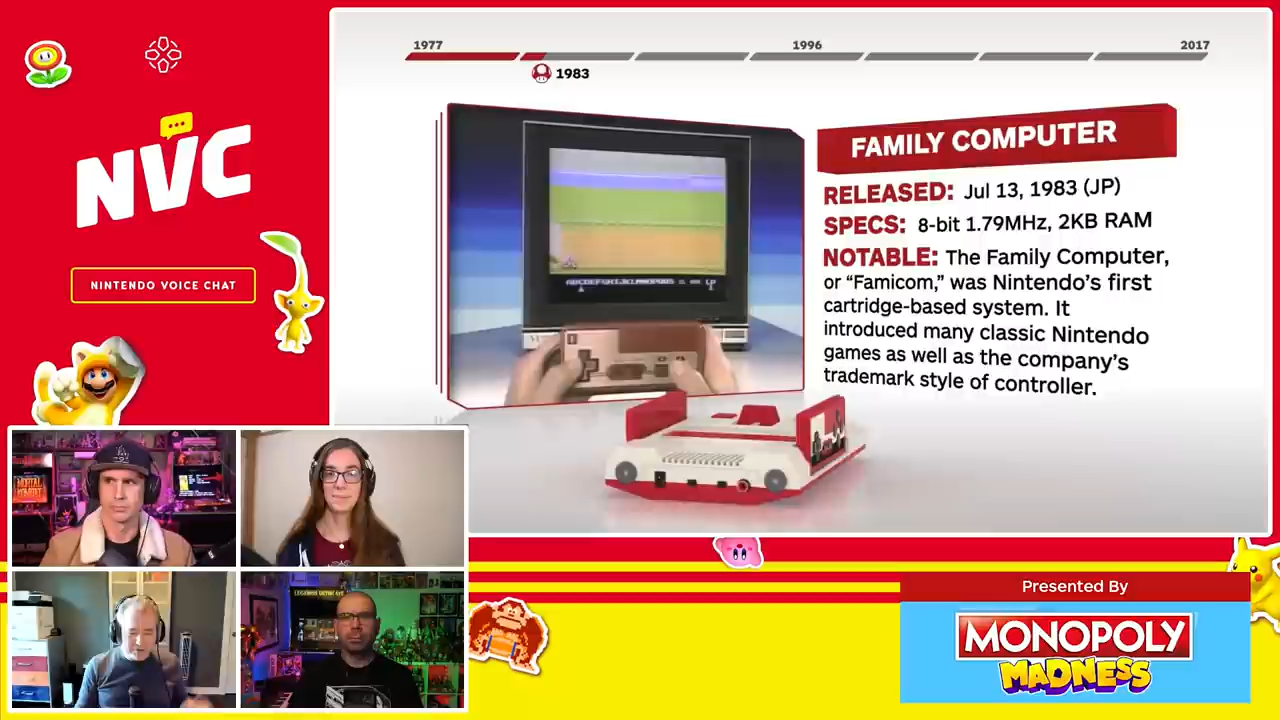 1977
1996
2017
1983
NVC
NINTENDO VOICE CHAT
FAMILY COMPUTER
RELEASED: Jul 13, 1983 (JP)
SPECS: 8-bit 1.79MHz, 2KB RAM
NOTABLE: The Family Computer,
or “Famicom,” was Nintendo’s first
cartridge-based system. It
introduced many classic Nintendo
games as well as the company’s
trademark style of controller.
MORTAL
KOMBAT
Presented By
MONOPOLY
MADNESS